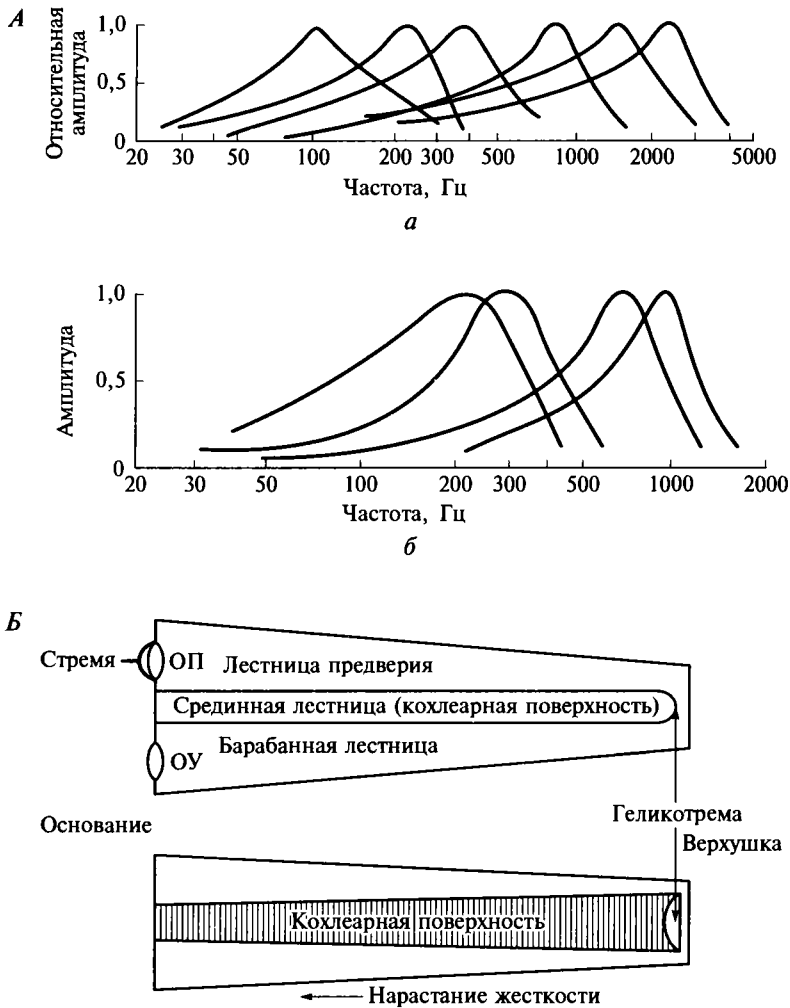 А
Относительная
амплитуда
1,0
0,5
0
20 30 50 100 200 300 500 1000 2000 5000
Частота, Гц
а
Амплитуда
1,0
0,5
0
20 30 50 100 200 300 500 1000 2000
Частота, Гц
б
Б
Стремя
ОП Лестница предверия
Срединная лестница (кохлеарная поверхность)
ОУ Барабанная лестница
Основание
Геликотрема
Верхушка
Кохлеарная поверхность
Нарастание жесткости